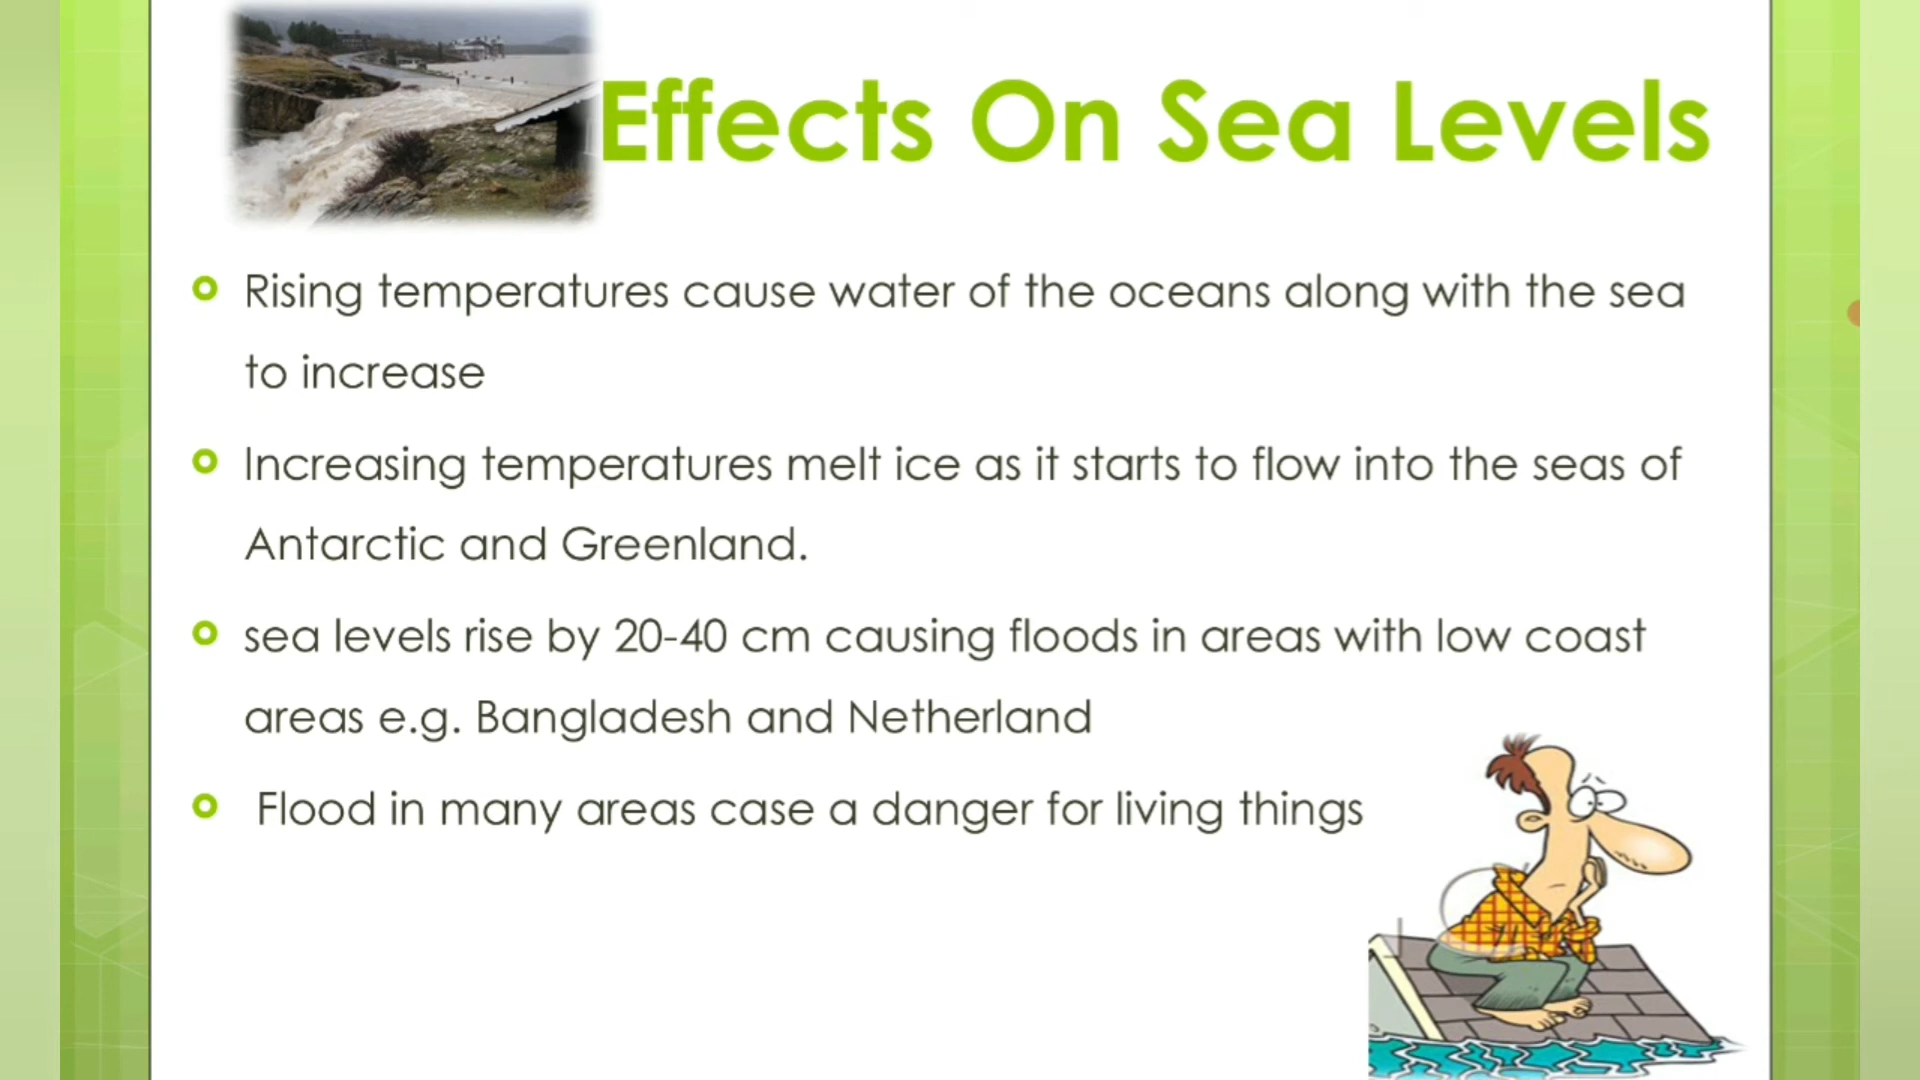 Effects On Sea Levels
Rising temperatures cause water of the oceans along with the sea
to increase
Increasing temperatures melt ice as it starts to flow into the seas of
Antarctic and Greenland.
sea levels rise by 20-40 cm causing floods in areas with low coast
areas e.g. Bangladesh and Netherland
Flood in many areas case a danger for living things